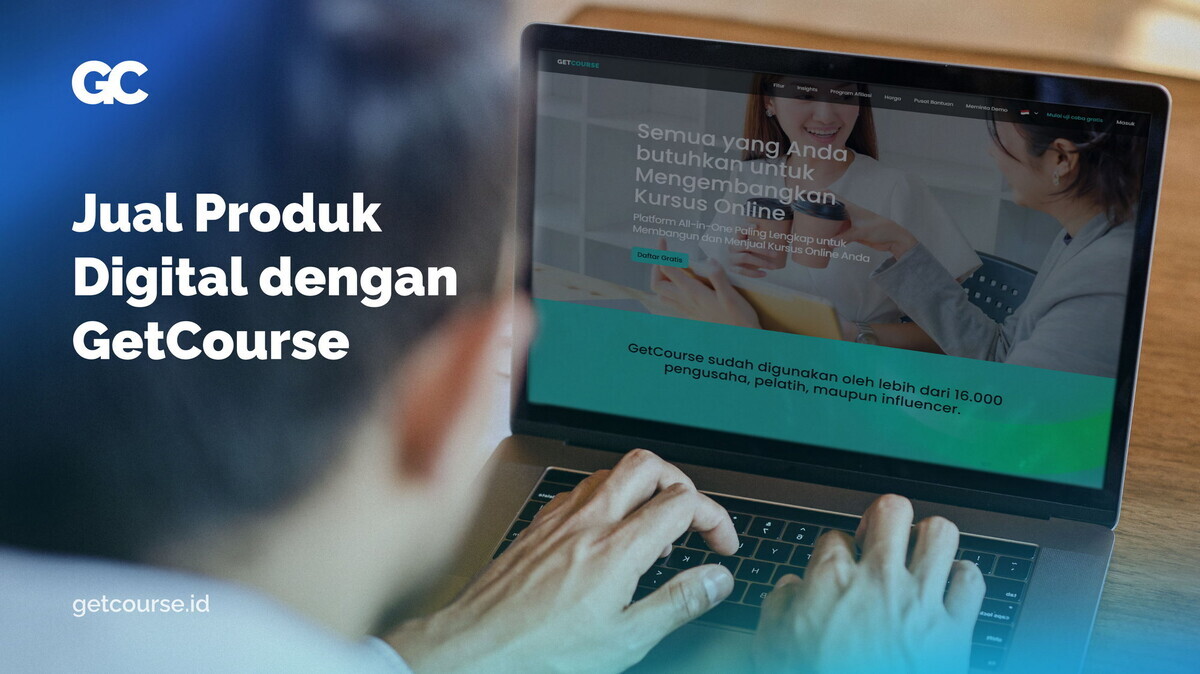 GC
Jual Produk
Digital dengan
GetCourse
getcourse.id
GETCOURSE
Fitur Insights Program Afiliasi Harga Pusat Bantuan Meminta Demo Mulai uji coba gratis Masuk
Semua yang Anda
butuhkan untuk
Mengembangkan
Kursus Online
Platform All-in-One Paling Lengkap untuk
Membangun dan Menjual Kursus Online Anda
Daftar Gratis
GetCourse sudah digunakan oleh lebih dari 16.000
pengusaha, pelatih, maupun influencer.